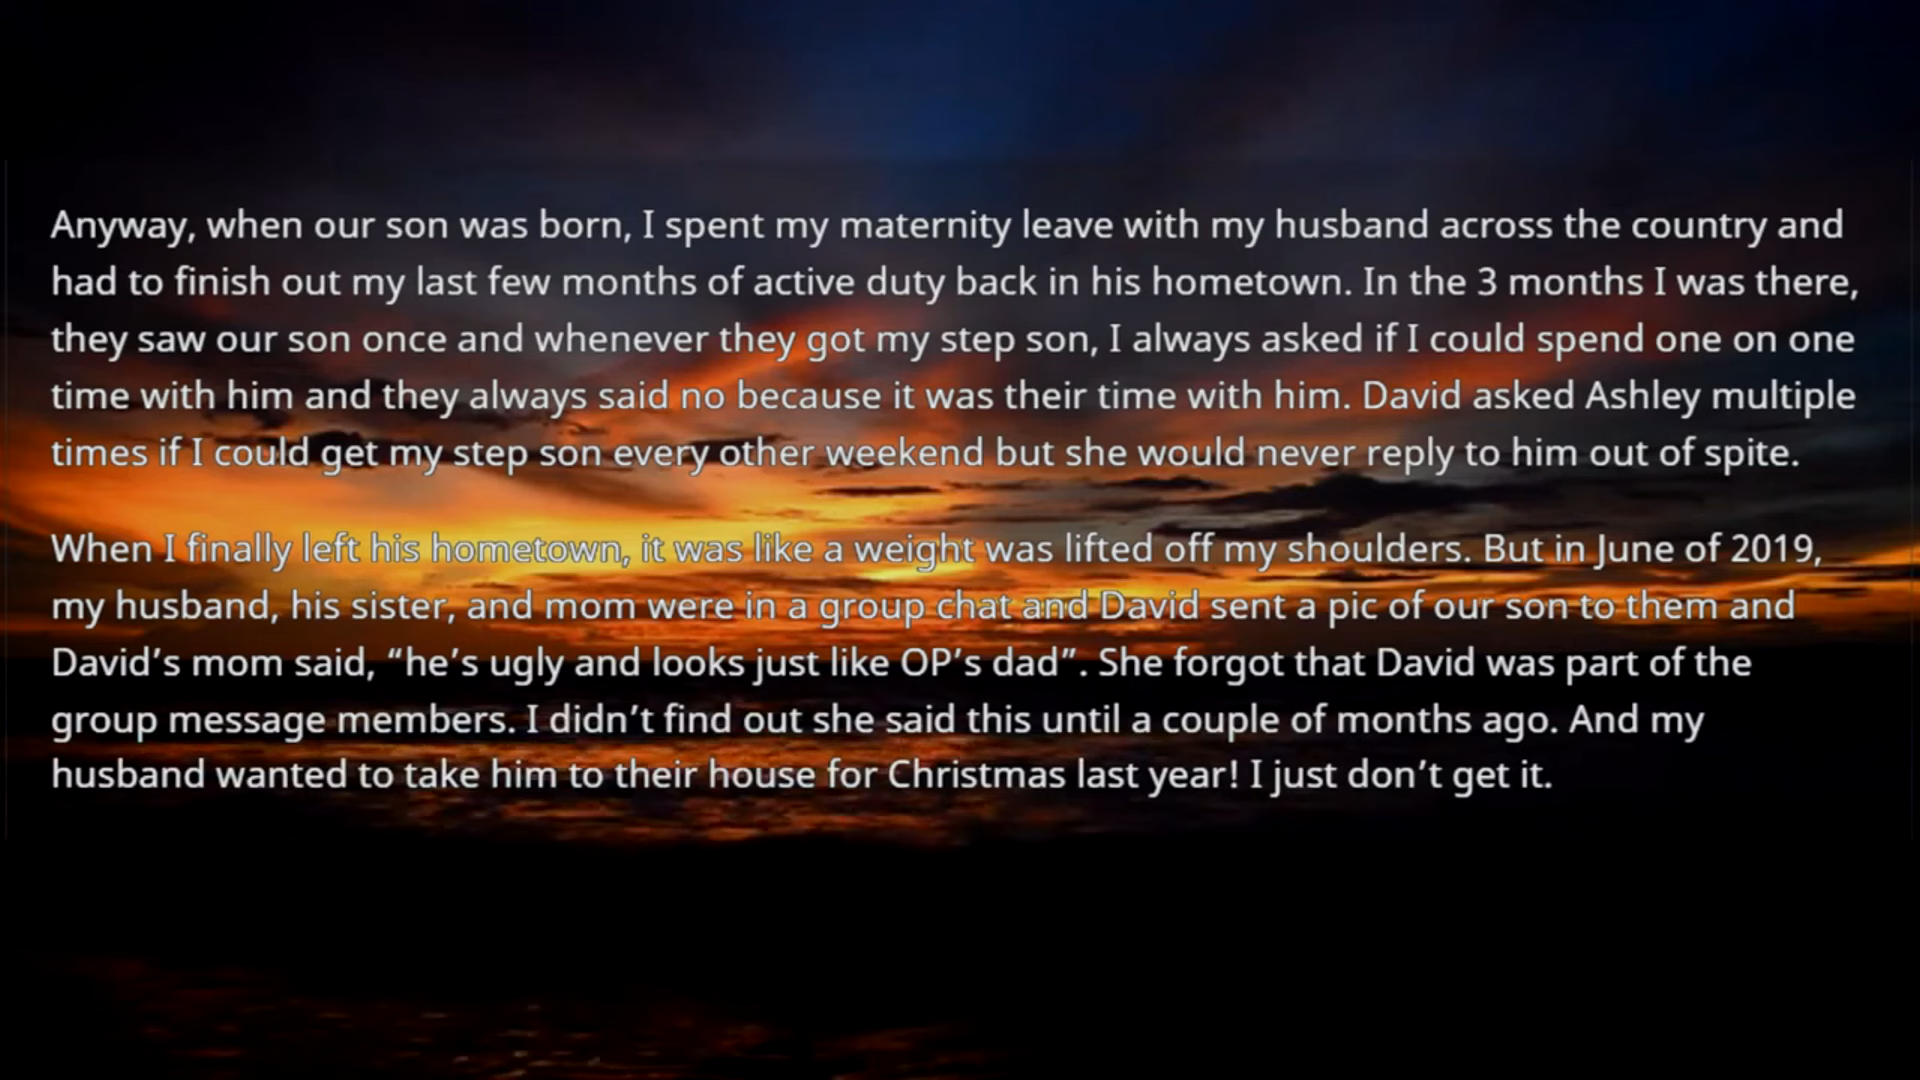 Anyway, when our son was born, I spent my maternity leave with my husband across the country and
had to finish out my last few months of active duty back in his hometown. In the 3 months I was there,
they saw our son once and whenever they got my step son, I always asked if I could spend one on one
time with him and they always said no because it was their time with him. David asked Ashley multiple
times if I could get my step son every other weekend but she would never reply to him out of spite.
When I finally left his hometown, it was like a weight was lifted off my shoulders. But in June of 2019,
my husband, his sister, and mom were in a group chat and David sent a pic of our son to them and
David’s mom said, “he’s ugly and looks just like OP’s dad”. She forgot that David was part of the
group message members. I didn’t find out she said this until a couple of months ago. And my
husband wanted to take him to their house for Christmas last year! I just don’t get it.